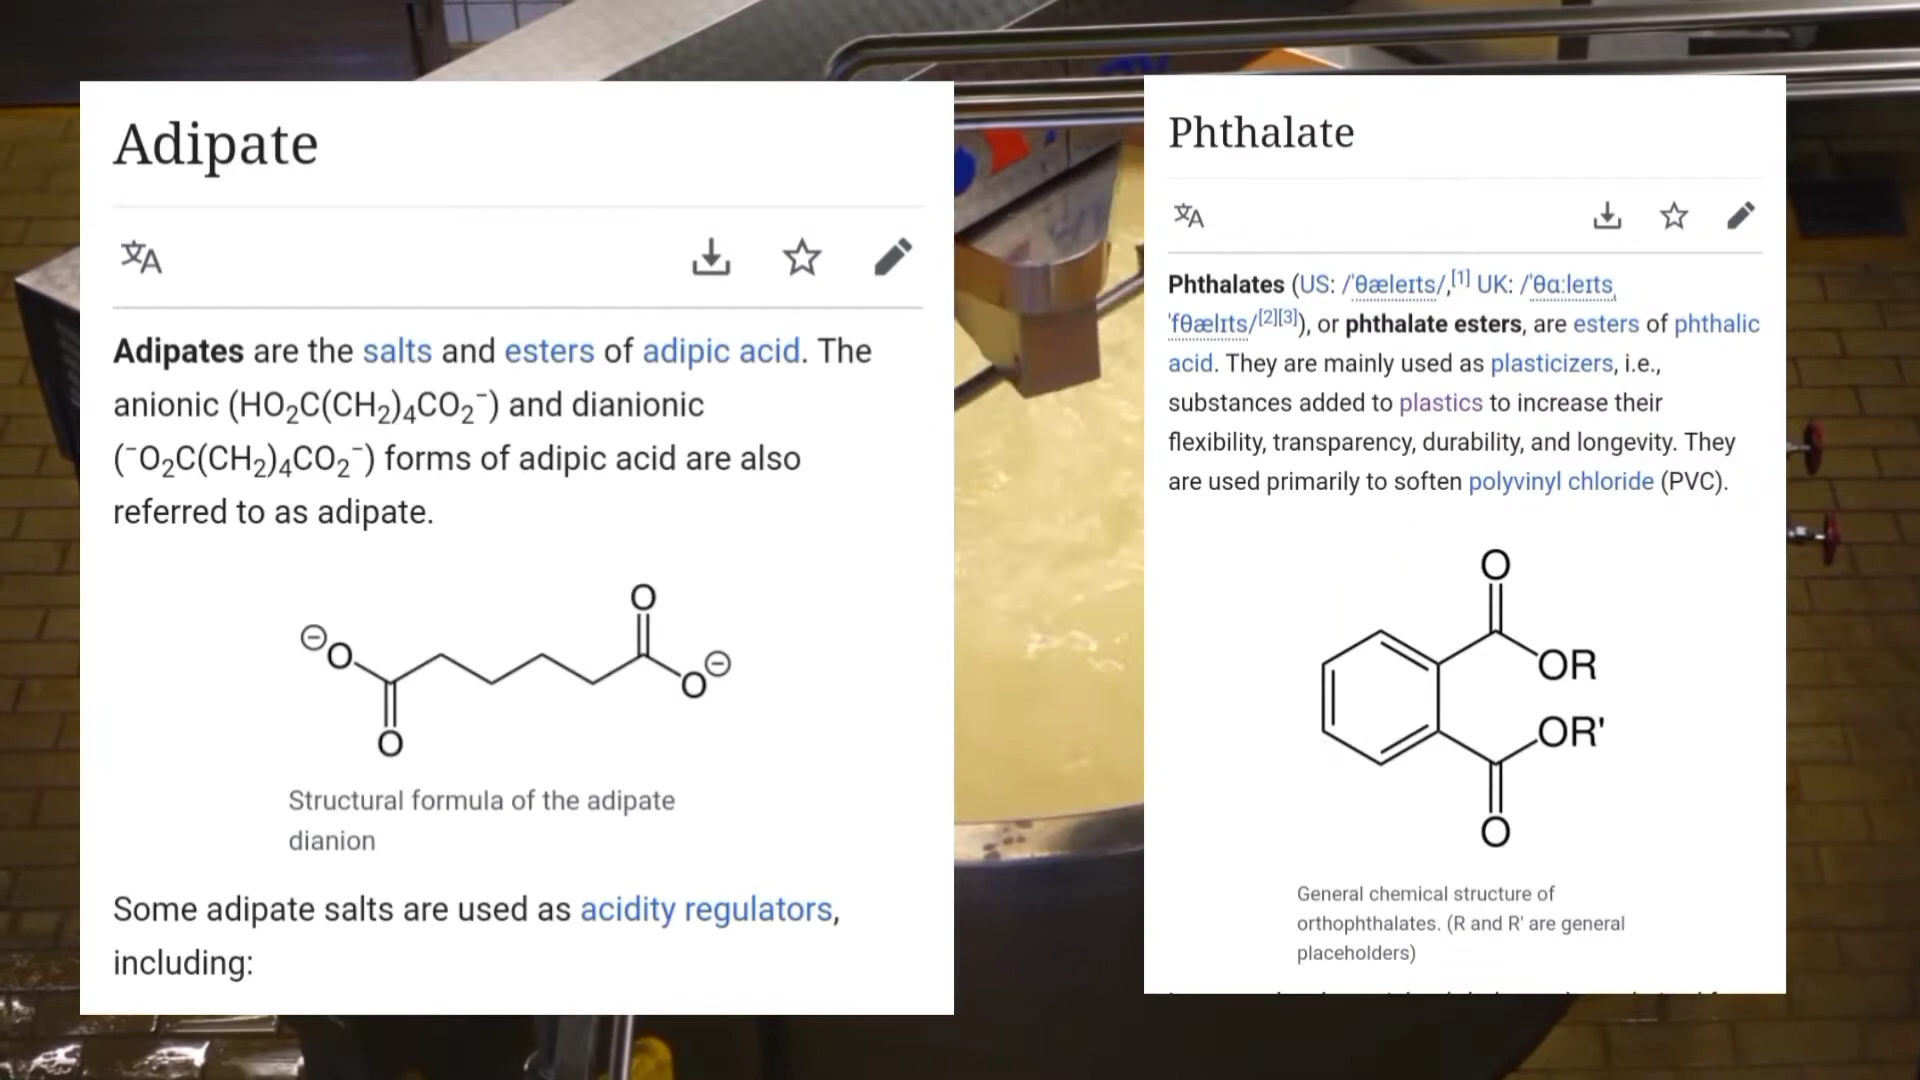 Adipate
Adipates are the salts and esters of adipic acid. The
anionic (HO₂C(CH₂)₄CO₂⁻) and dianionic
(⁻O₂C(CH₂)₄CO₂⁻) forms of adipic acid are also
referred to as adipate.
O
⊖O
O⊖
O
Structural formula of the adipate
dianion
Some adipate salts are used as acidity regulators,
including:
Phthalate
Phthalates (US: /ˈθæleɪts/,[1] UK: /ˈθɑːleɪts,
ˈfθælɪts/[2][3]), or phthalate esters, are esters of phthalic
acid. They are mainly used as plasticizers, i.e.,
substances added to plastics to increase their
flexibility, transparency, durability, and longevity. They
are used primarily to soften polyvinyl chloride (PVC).
O
OR
OR'
O
General chemical structure of
orthophthalates. (R and R' are general
placeholders)